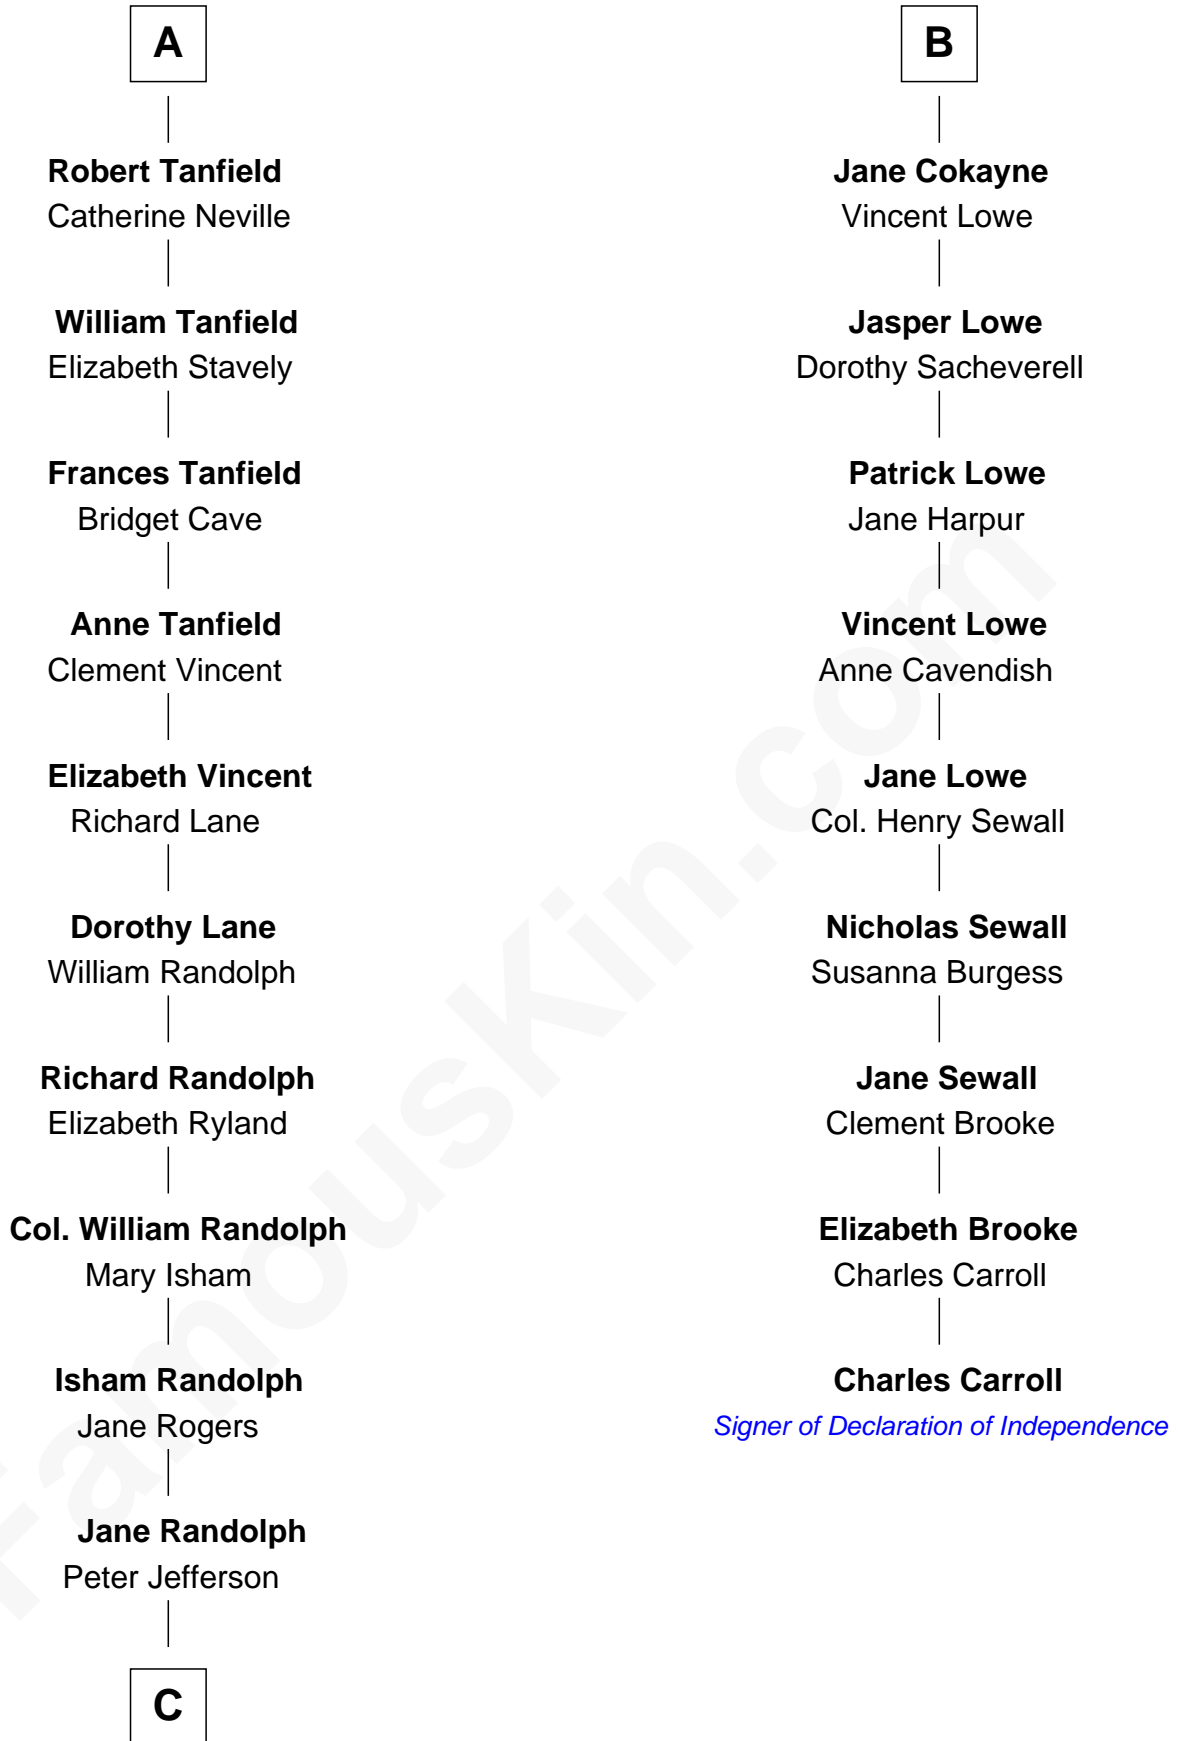 A
Robert Tanfield
Catherine Neville
William Tanfield
Elizabeth Stavely
Frances Tanfield
Bridget Cave
Anne Tanfield
Clement Vincent
Elizabeth Vincent
Richard Lane
Dorothy Lane
William Randolph
Richard Randolph
Elizabeth Ryland
Col. William Randolph
Mary Isham
Isham Randolph
Jane Rogers
Jane Randolph
Peter Jefferson
C
B
Jane Cokayne
Vincent Lowe
Jasper Lowe
Dorothy Sacheverell
Patrick Lowe
Jane Harpur
Vincent Lowe
Anne Cavendish
Jane Lowe
Col. Henry Sewall
Nicholas Sewall
Susanna Burgess
Jane Sewall
Clement Brooke
Elizabeth Brooke
Charles Carroll
Charles Carroll
Signer of Declaration of Independence
FamousKin.com